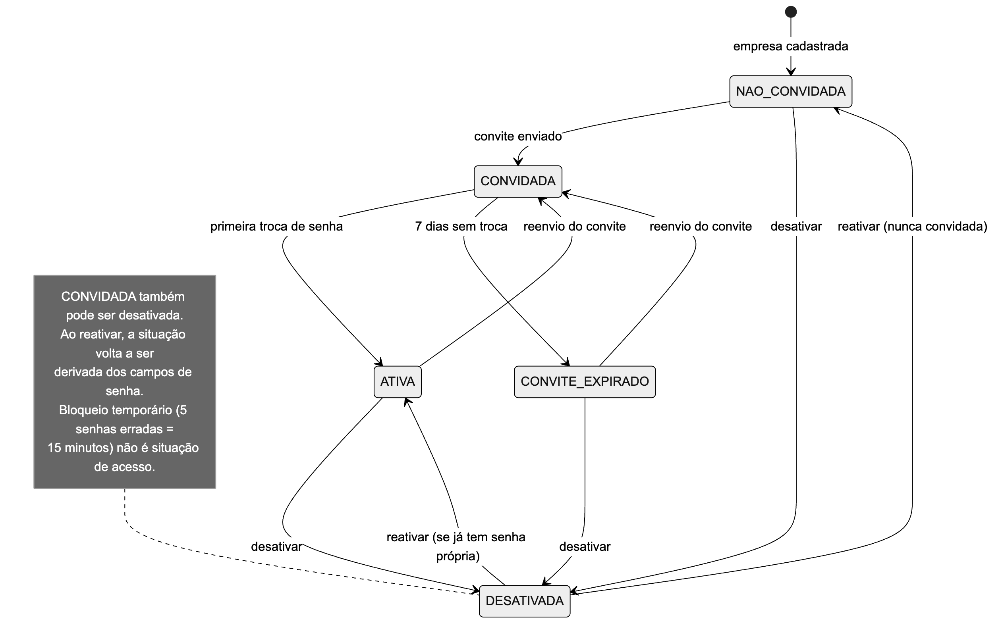 empresa cadastrada
NAO_CONVIDADA
convite enviado
CONVIDADA
primeira troca de senha
7 dias sem troca
reenvio do convite
reenvio do convite
desativar
reativar (nunca convidada)
CONVIDADA também
pode ser desativada.
Ao reativar, a situação
volta a ser
derivada dos campos de
senha.
Bloqueio temporário (5
senhas erradas =
15 minutos) não é situação
de acesso.
ATIVA
CONVITE_EXPIRADO
desativar
reativar (se já tem senha
própria)
desativar
DESATIVADA